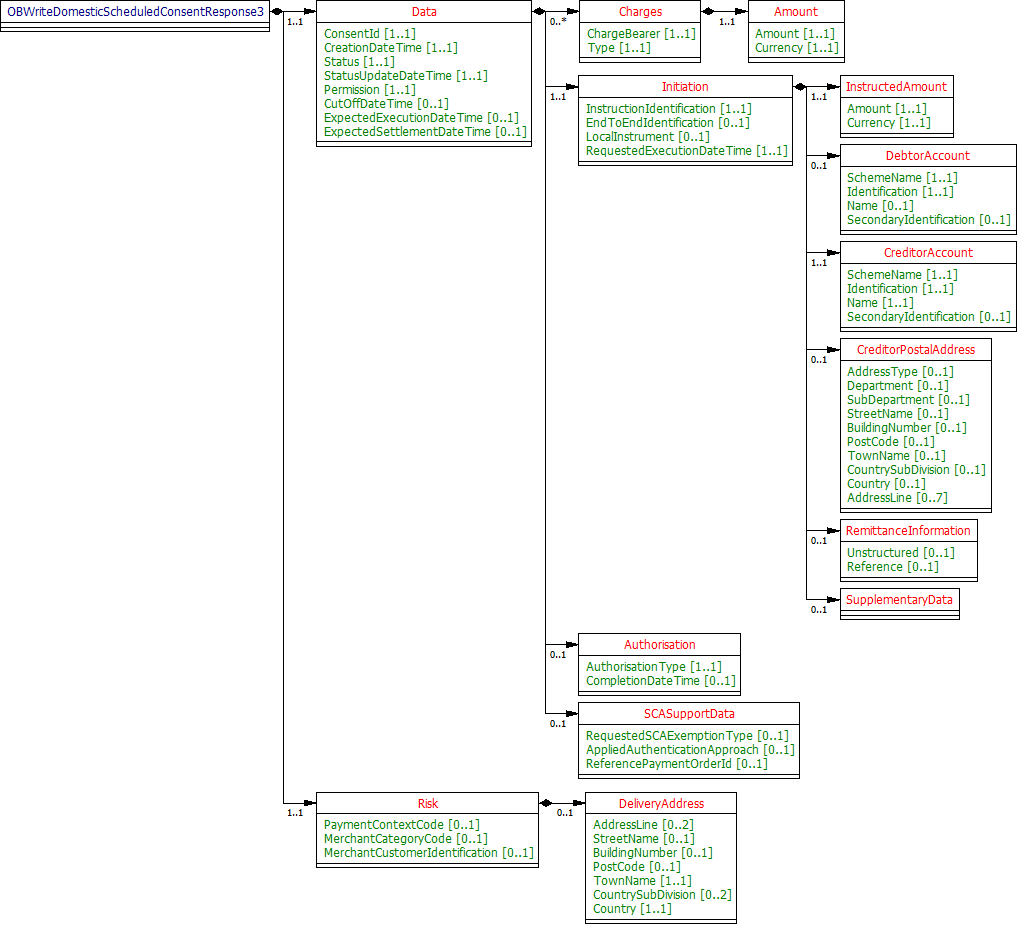 OBWriteDomesticScheduledConsentResponse3
1..1
Data
ConsentId [1..1]
CreationDateTime [1..1]
Status [1..1]
StatusUpdateDateTime [1..1]
Permission [1..1]
CutOffDateTime [0..1]
ExpectedExecutionDateTime [0..1]
ExpectedSettlementDateTime [0..1]
0..*
Charges
ChargeBearer [1..1]
Type [1..1]
1..1
Amount
Amount [1..1]
Currency [1..1]
1..1
Initiation
InstructionIdentification [1..1]
EndToEndIdentification [0..1]
LocalInstrument [0..1]
RequestedExecutionDateTime [1..1]
1..1
InstructedAmount
Amount [1..1]
Currency [1..1]
0..1
DebtorAccount
SchemeName [1..1]
Identification [1..1]
Name [0..1]
SecondaryIdentification [0..1]
1..1
CreditorAccount
SchemeName [1..1]
Identification [1..1]
Name [1..1]
SecondaryIdentification [0..1]
0..1
CreditorPostalAddress
AddressType [0..1]
Department [0..1]
SubDepartment [0..1]
StreetName [0..1]
BuildingNumber [0..1]
PostCode [0..1]
TownName [0..1]
CountrySubDivision [0..1]
Country [0..1]
AddressLine [0..7]
0..1
RemittanceInformation
Unstructured [0..1]
Reference [0..1]
0..1
SupplementaryData
0..1
Authorisation
AuthorisationType [1..1]
CompletionDateTime [0..1]
0..1
SCASupportData
RequestedSCAExemptionType [0..1]
AppliedAuthenticationApproach [0..1]
ReferencePaymentOrderId [0..1]
1..1
Risk
PaymentContextCode [0..1]
MerchantCategoryCode [0..1]
MerchantCustomerIdentification [0..1]
0..1
DeliveryAddress
AddressLine [0..2]
StreetName [0..1]
BuildingNumber [0..1]
PostCode [0..1]
TownName [1..1]
CountrySubDivision [0..2]
Country [1..1]